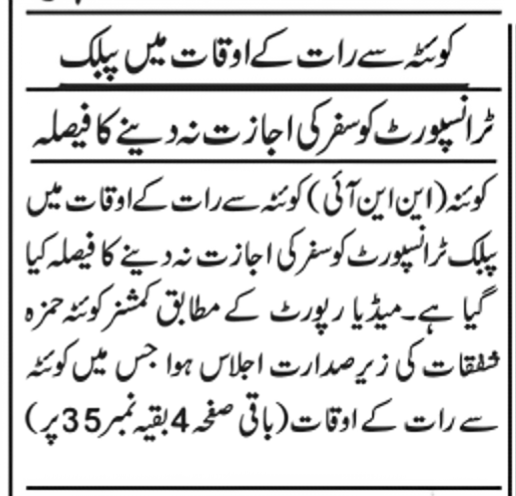 کوئٹہ سے رات کے اوقات میں پبلک
ٹرانسپورٹ کو سفر کی اجازت نہ دینے کا فیصلہ
کوئٹہ (این این آئی) کوئٹہ سے رات کے اوقات میں
پبلک ٹرانسپورٹ کو سفر کی اجازت نہ دینے کا فیصلہ کیا
گیا ہے۔ میڈیا رپورٹ کے مطابق کمشنر کوئٹہ حمزہ
شفقات کی زیر صدارت اجلاس ہوا جس میں کوئٹہ
سے رات کے اوقات (باقی صفحہ 4 بقیہ نمبر 35 پر)